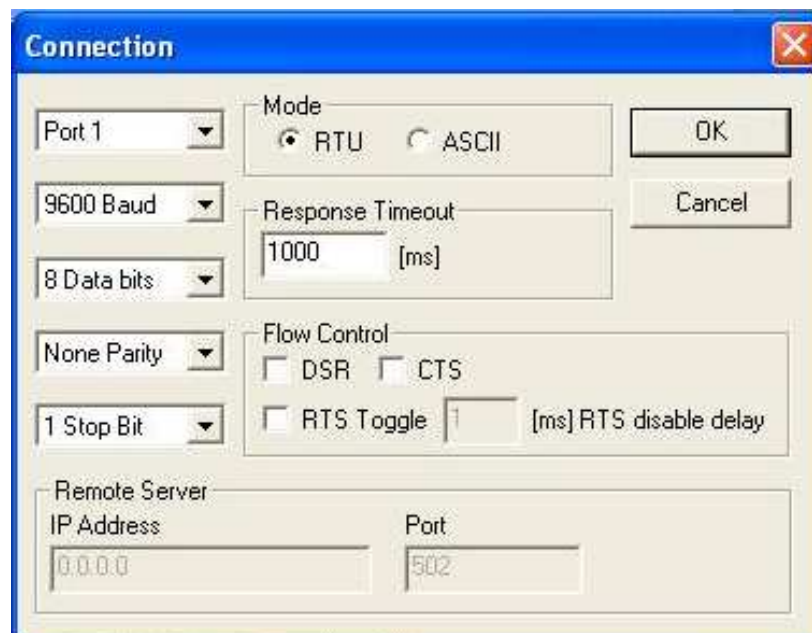 Connection
Port 1
Mode
RTU
ASCII
OK
9600 Baud
Response Timeout
Cancel
1000
[ms]
8 Data bits
None Parity
Flow Control
DSR
CTS
1 Stop Bit
RTS Toggle
1
[ms] RTS disable delay
Remote Server
IP Address
Port
0.0.0.0
502